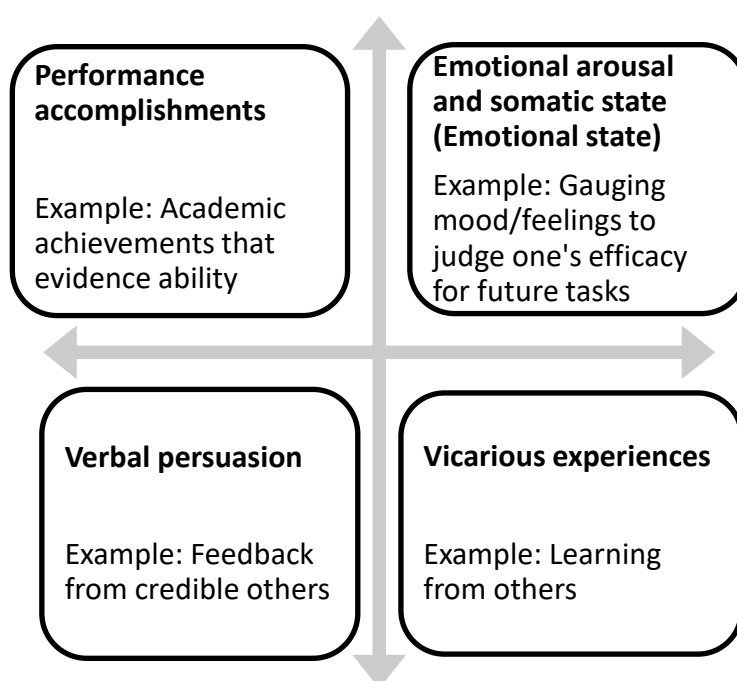 Performance
accomplishments
Example: Academic
achievements that
evidence ability
Emotional arousal
and somatic state
(Emotional state)
Example: Gauging
mood/feelings to
judge one's efficacy
for future tasks
Verbal persuasion
Example: Feedback
from credible others
Vicarious experiences
Example: Learning
from others